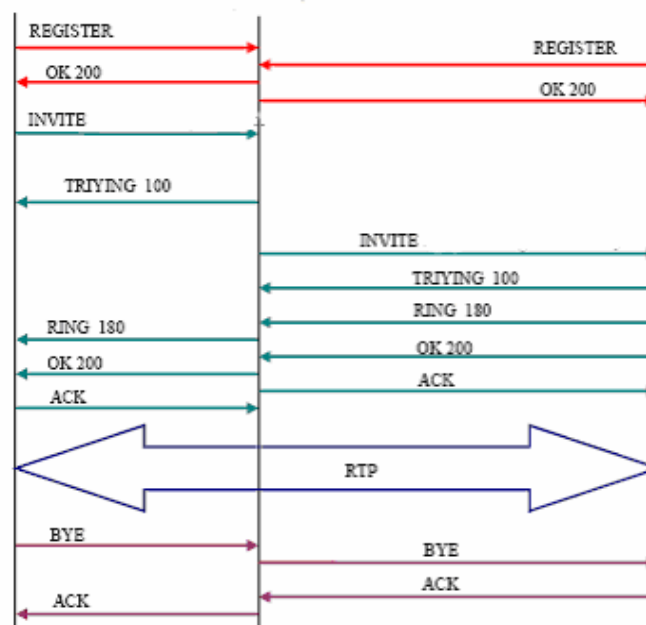 REGISTER
REGISTER
OK 200
OK 200
INVITE
TRIYING 100
INVITE
TRIYING 100
RING 180
RING 180
OK 200
OK 200
ACK
ACK
RTP
BYE
BYE
ACK
ACK